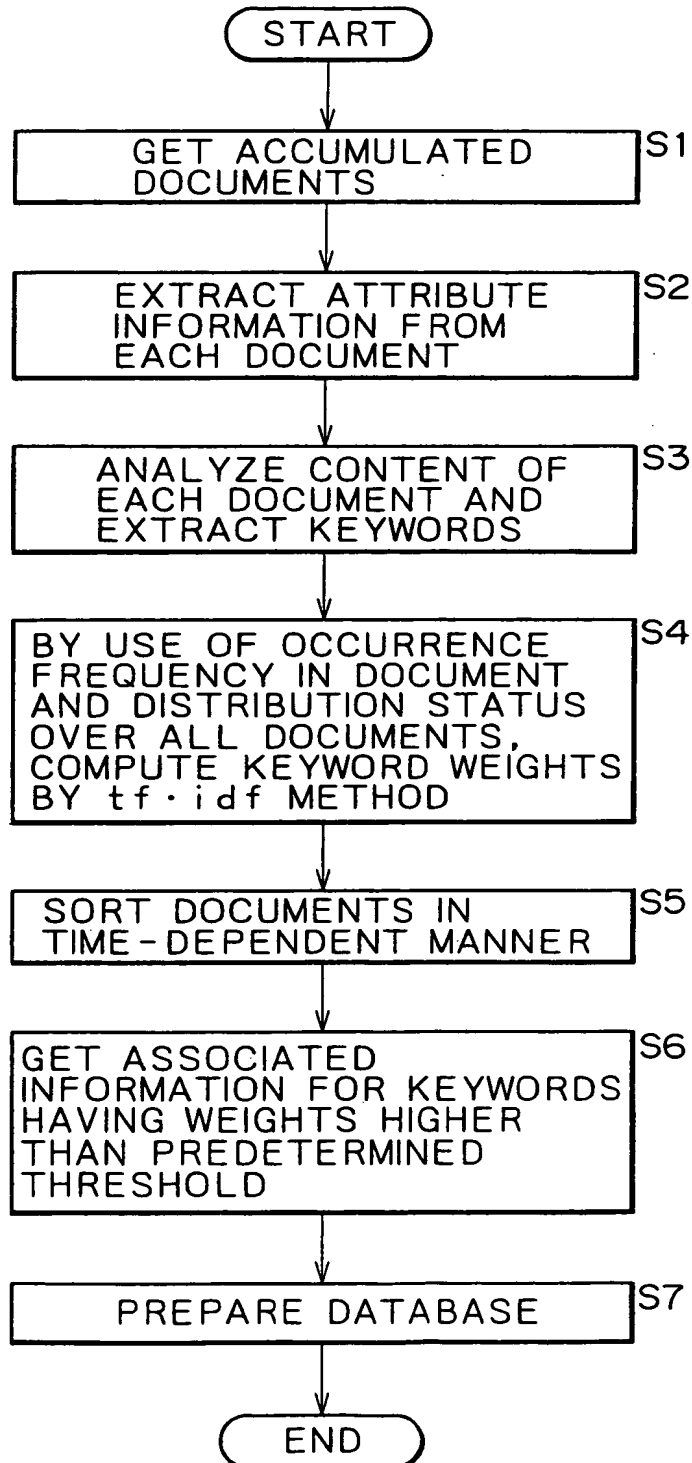 START
S1
GET ACCUMULATED
DOCUMENTS
S2
EXTRACT ATTRIBUTE
INFORMATION FROM
EACH DOCUMENT
S3
ANALYZE CONTENT OF
EACH DOCUMENT AND
EXTRACT KEYWORDS
S4
BY USE OF OCCURRENCE
FREQUENCY IN DOCUMENT
AND DISTRIBUTION STATUS
OVER ALL DOCUMENTS,
COMPUTE KEYWORD WEIGHTS
BY tf·idf METHOD
S5
SORT DOCUMENTS IN
TIME-DEPENDENT MANNER
S6
GET ASSOCIATED
INFORMATION FOR KEYWORDS
HAVING WEIGHTS HIGHER
THAN PREDETERMINED
THRESHOLD
S7
PREPARE DATABASE
END